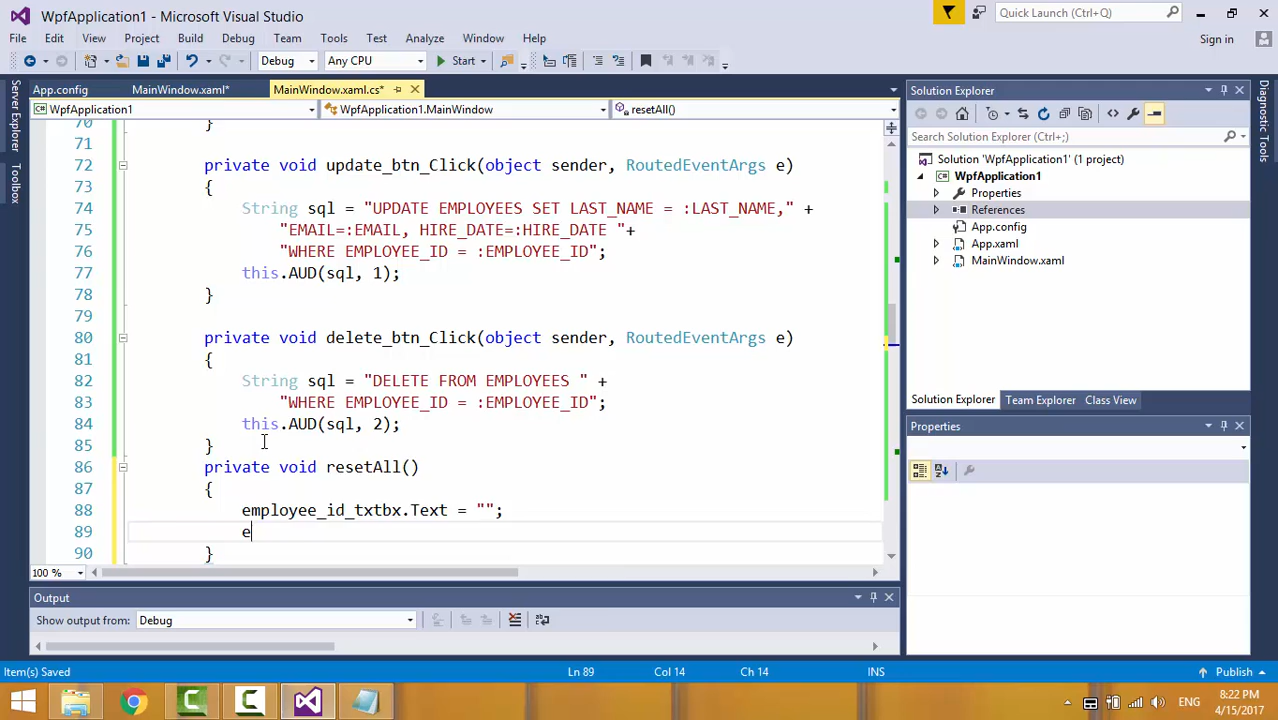 WpfApplication1 - Microsoft Visual Studio
Quick Launch (Ctrl+Q)
File Edit View Project Build Debug Team Tools Test Analyze Window Help
Sign in
Debug Any CPU Start
App.config MainWindow.xaml* MainWindow.xaml.cs*
WpfApplication1 WpfApplication1.MainWindow resetAll()
70 }
71
72 private void update_btn_Click(object sender, RoutedEventArgs e)
73 {
74 String sql = "UPDATE EMPLOYEES SET LAST_NAME = :LAST_NAME," +
75 "EMAIL=:EMAIL, HIRE_DATE=:HIRE_DATE "+
76 "WHERE EMPLOYEE_ID = :EMPLOYEE_ID";
77 this.AUD(sql, 1);
78 }
79
80 private void delete_btn_Click(object sender, RoutedEventArgs e)
81 {
82 String sql = "DELETE FROM EMPLOYEES " +
83 "WHERE EMPLOYEE_ID = :EMPLOYEE_ID";
84 this.AUD(sql, 2);
85 }
86 private void resetAll()
87 {
88 employee_id_txtbx.Text = "";
89 e
90 }
100 %
Server Explorer
Toolbox
Solution Explorer
Search Solution Explorer (Ctrl+;)
Solution 'WpfApplication1' (1 project)
WpfApplication1
Properties
References
App.config
App.xaml
MainWindow.xaml
Solution Explorer Team Explorer Class View
Properties
Diagnostic Tools
Output
Show output from: Debug
Item(s) Saved Ln 89 Col 14 Ch 14 INS Publish
ENG
8:22 PM
4/15/2017